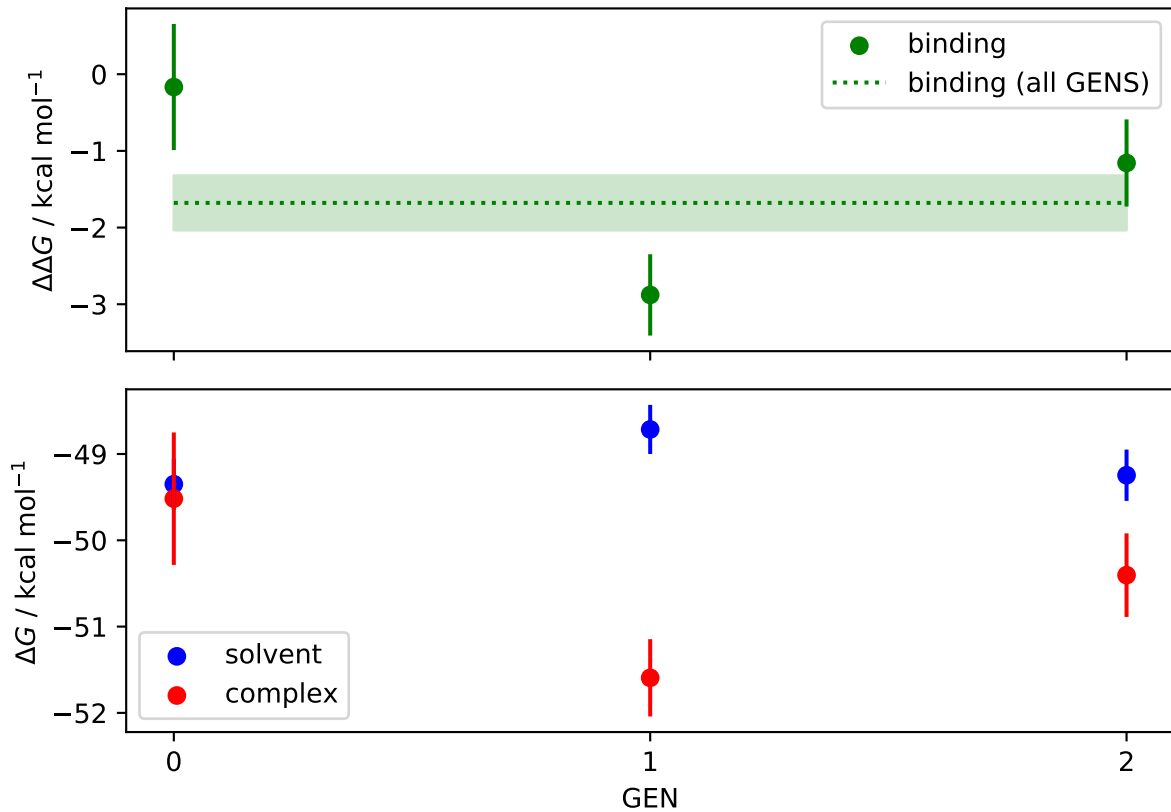 binding
binding (all GENS)
0
−1
−2
−3
ΔΔG / kcal mol⁻¹
−49
−50
−51
−52
ΔG / kcal mol⁻¹
solvent
complex
0 1 2
GEN